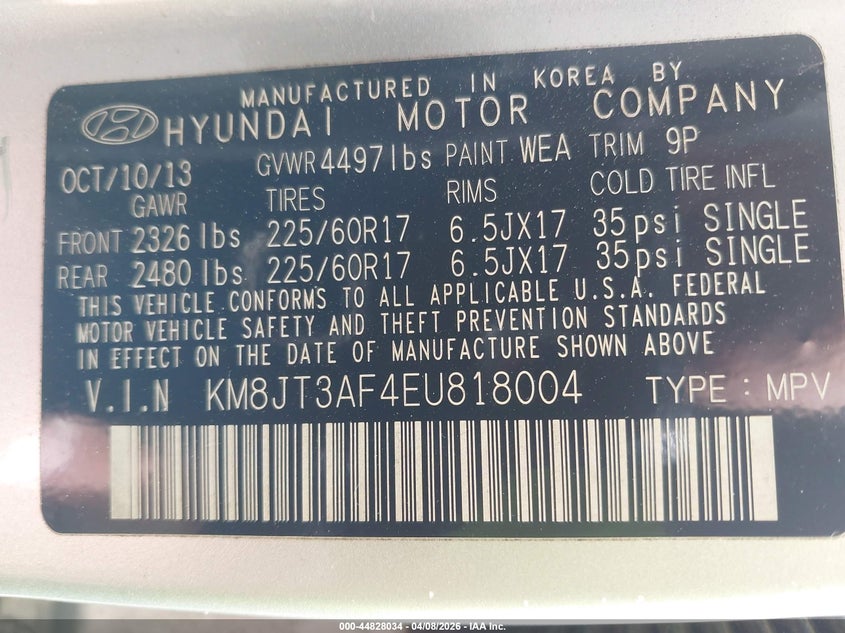 MANUFACTURED IN KOREA BY
HYUNDAI MOTOR COMPANY
OCT/10/13 GVWR 4497lbs PAINT WEA TRIM 9P
GAWR TIRES RIMS COLD TIRE INFL
FRONT 2326 lbs 225/60R17 6.5JX17 35psi SINGLE
REAR 2480 lbs 225/60R17 6.5JX17 35psi SINGLE
THIS VEHICLE CONFORMS TO ALL APPLICABLE U.S.A. FEDERAL
MOTOR VEHICLE SAFETY AND THEFT PREVENTION STANDARDS
IN EFFECT ON THE DATE OF MANUFACTURE SHOWN ABOVE
V.I.N KM8JT3AF4EU818004 TYPE : MPV
000-44828034 - 04/08/2026 - IAA Inc.